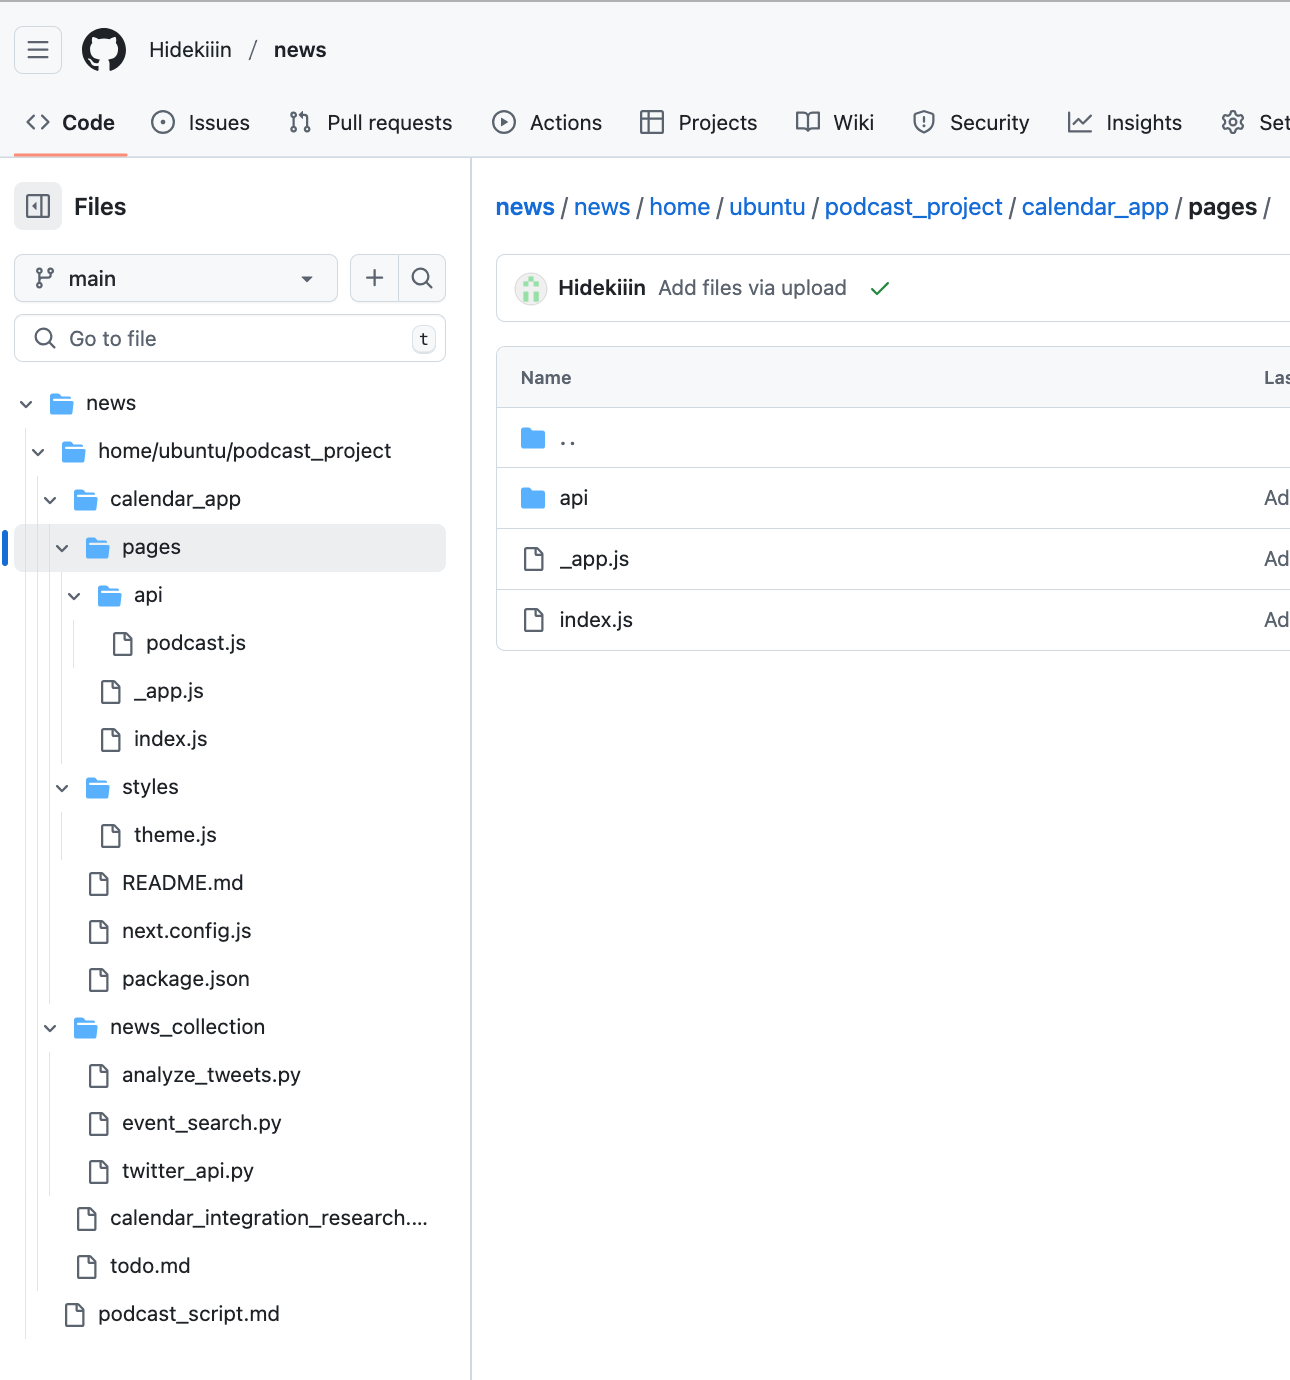 Hidekiiin / news
Code Issues Pull requests Actions Projects Wiki Security Insights Set
Files
news / news / home / ubuntu / podcast_project / calendar_app / pages /
main
Hidekiiin Add files via upload
Go to file t
Name Las
news
..
home/ubuntu/podcast_project
calendar_app
api Ad
pages
_app.js Ad
api
index.js Ad
podcast.js
_app.js
index.js
styles
theme.js
README.md
next.config.js
package.json
news_collection
analyze_tweets.py
event_search.py
twitter_api.py
calendar_integration_research....
todo.md
podcast_script.md